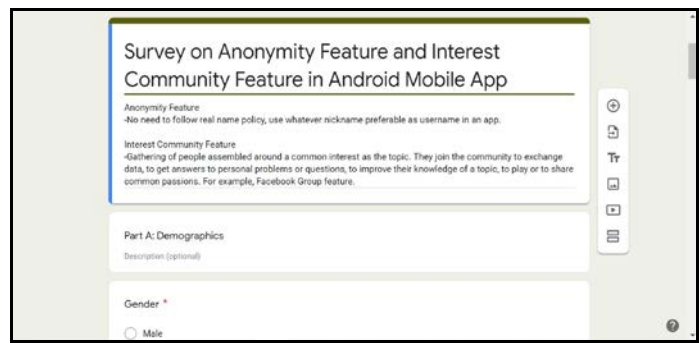 Survey on Anonymity Feature and Interest
Community Feature in Android Mobile App
Anonymity Feature
-No need to follow real name policy, use whatever nickname preferable as username in an app.
Interest Community Feature
-Gathering of people assembled around a common interest as the topic. They join the community to exchange
data, to get answers to personal problems or questions, to improve their knowledge of a topic, to play or to share
common passions. For example, Facebook Group feature.
Part A: Demographics
Description (optional)
Gender *
Male
Tт
?